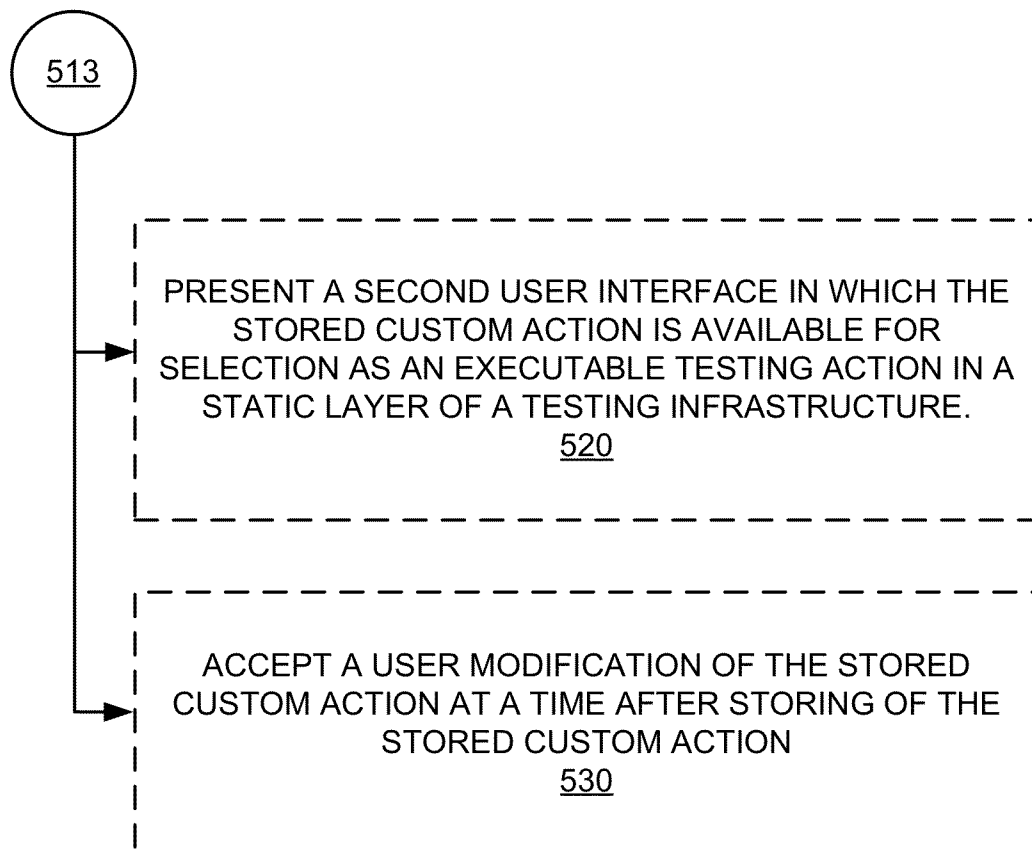 513
PRESENT A SECOND USER INTERFACE IN WHICH THE
STORED CUSTOM ACTION IS AVAILABLE FOR
SELECTION AS AN EXECUTABLE TESTING ACTION IN A
STATIC LAYER OF A TESTING INFRASTRUCTURE.
520
ACCEPT A USER MODIFICATION OF THE STORED
CUSTOM ACTION AT A TIME AFTER STORING OF THE
STORED CUSTOM ACTION
530